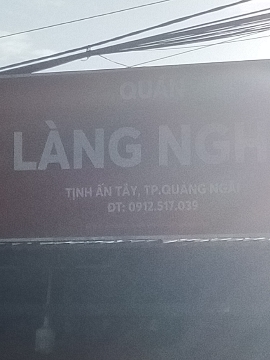 QUÁN
LÀNG NGH
TỊNH ẤN TÂY, TP.QUẢNG NGÃI
ĐT: 0912.517.039